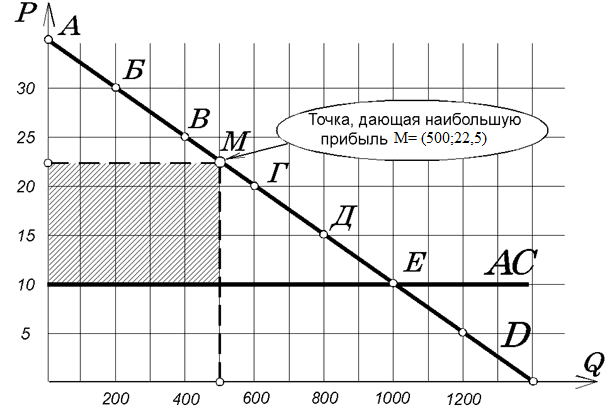 P
А
Б
30
В
М
Точка, дающая наибольшую
прибыль М= (500;22,5)
25
Г
20
Д
15
Е
AC
10
5
D
Q
200 400 600 800 1000 1200